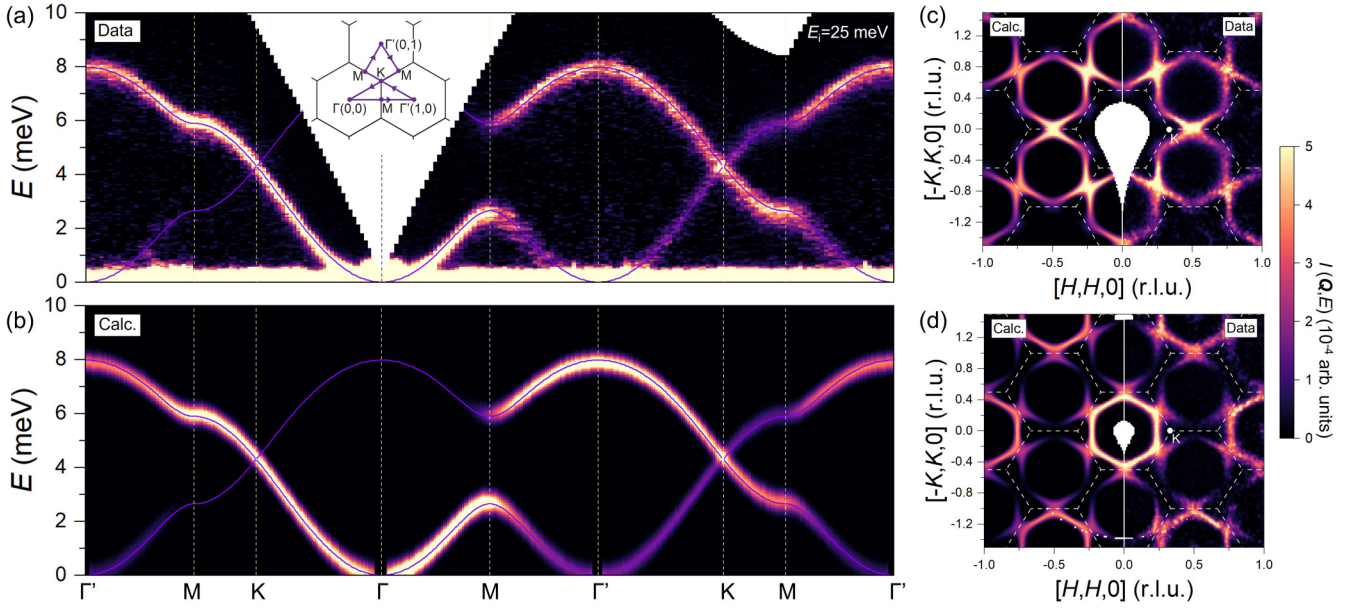 (a)
Data
Ei=25 meV
Γ'(0,1)
M
K
M
Γ(0,0)
M
Γ'(1,0)
E (meV)
10
8
6
4
2
0
(b)
Calc.
E (meV)
10
8
6
4
2
0
Γ'
M
K
Γ
M
Γ'
K
M
Γ'
(c)
Calc.
Data
K
[-K,K,0] (r.l.u.)
1.2
0.8
0.4
0.0
-0.4
-0.8
-1.2
-1.0
-0.5
0.0
0.5
1.0
[H,H,0] (r.l.u.)
(d)
Calc.
Data
K
[-K,K,0] (r.l.u.)
1.2
0.8
0.4
0.0
-0.4
-0.8
-1.2
-1.0
-0.5
0.0
0.5
1.0
[H,H,0] (r.l.u.)
5
4
3
2
1
0
I (Q,E) (10⁻⁴ arb. units)